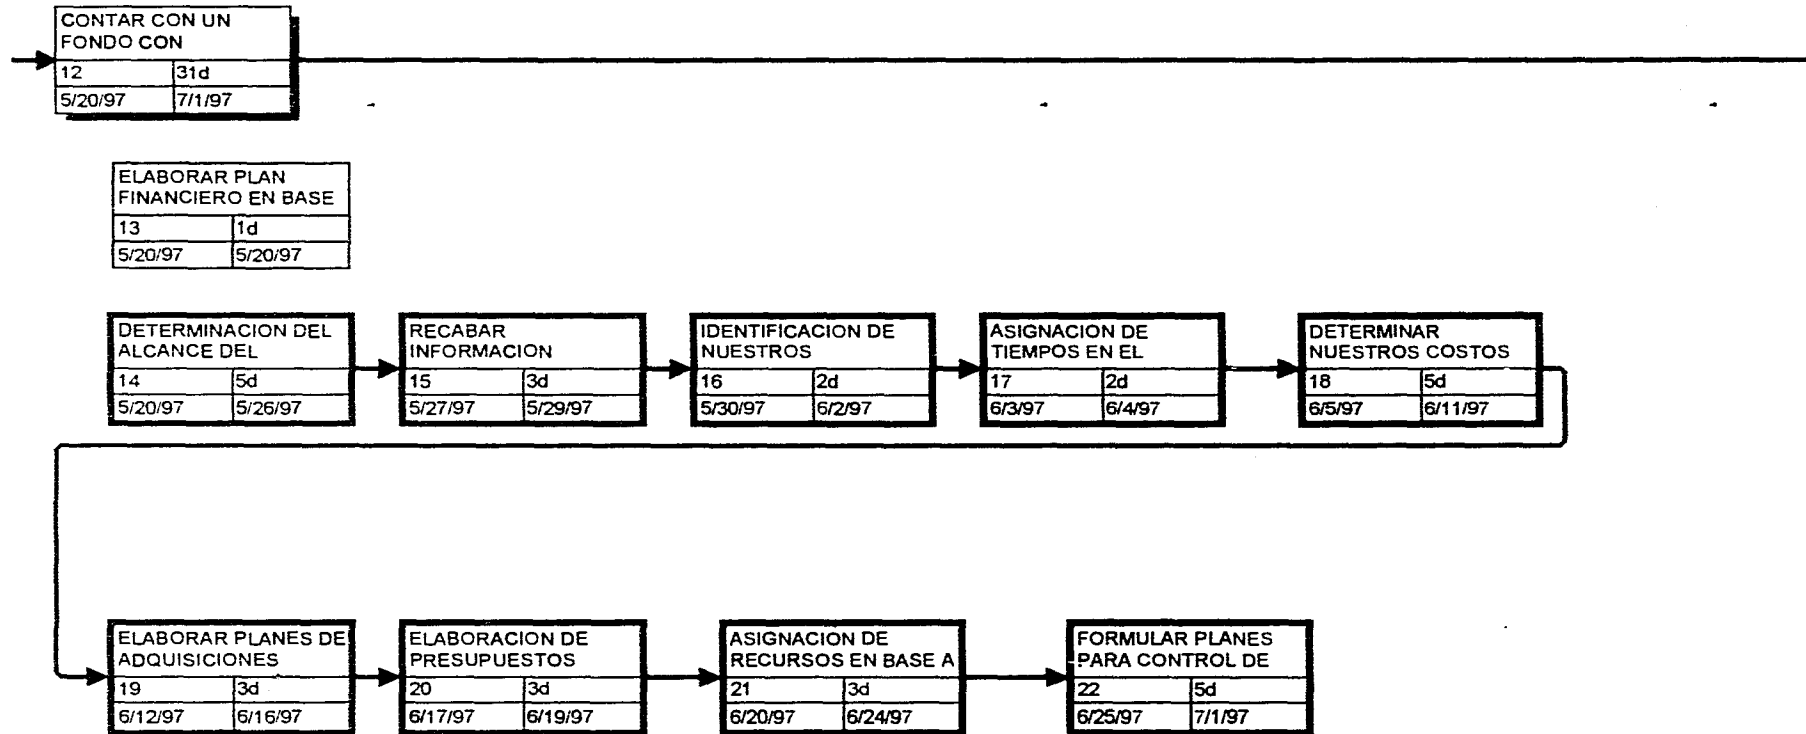 CONTAR CON UN
FONDO CON
12 31d
5/20/97 7/1/97
ELABORAR PLAN
FINANCIERO EN BASE
13 1d
5/20/97 5/20/97
DETERMINACION DEL
ALCANCE DEL
14 5d
5/20/97 5/26/97
RECABAR
INFORMACION
15 3d
5/27/97 5/29/97
IDENTIFICACION DE
NUESTROS
16 2d
5/30/97 6/2/97
ASIGNACION DE
TIEMPOS EN EL
17 2d
6/3/97 6/4/97
DETERMINAR
NUESTROS COSTOS
18 5d
6/5/97 6/11/97
ELABORAR PLANES DE
ADQUISICIONES
19 3d
6/12/97 6/16/97
ELABORACION DE
PRESUPUESTOS
20 3d
6/17/97 6/19/97
ASIGNACION DE
RECURSOS EN BASE A
21 3d
6/20/97 6/24/97
FORMULAR PLANES
PARA CONTROL DE
22 5d
6/25/97 7/1/97